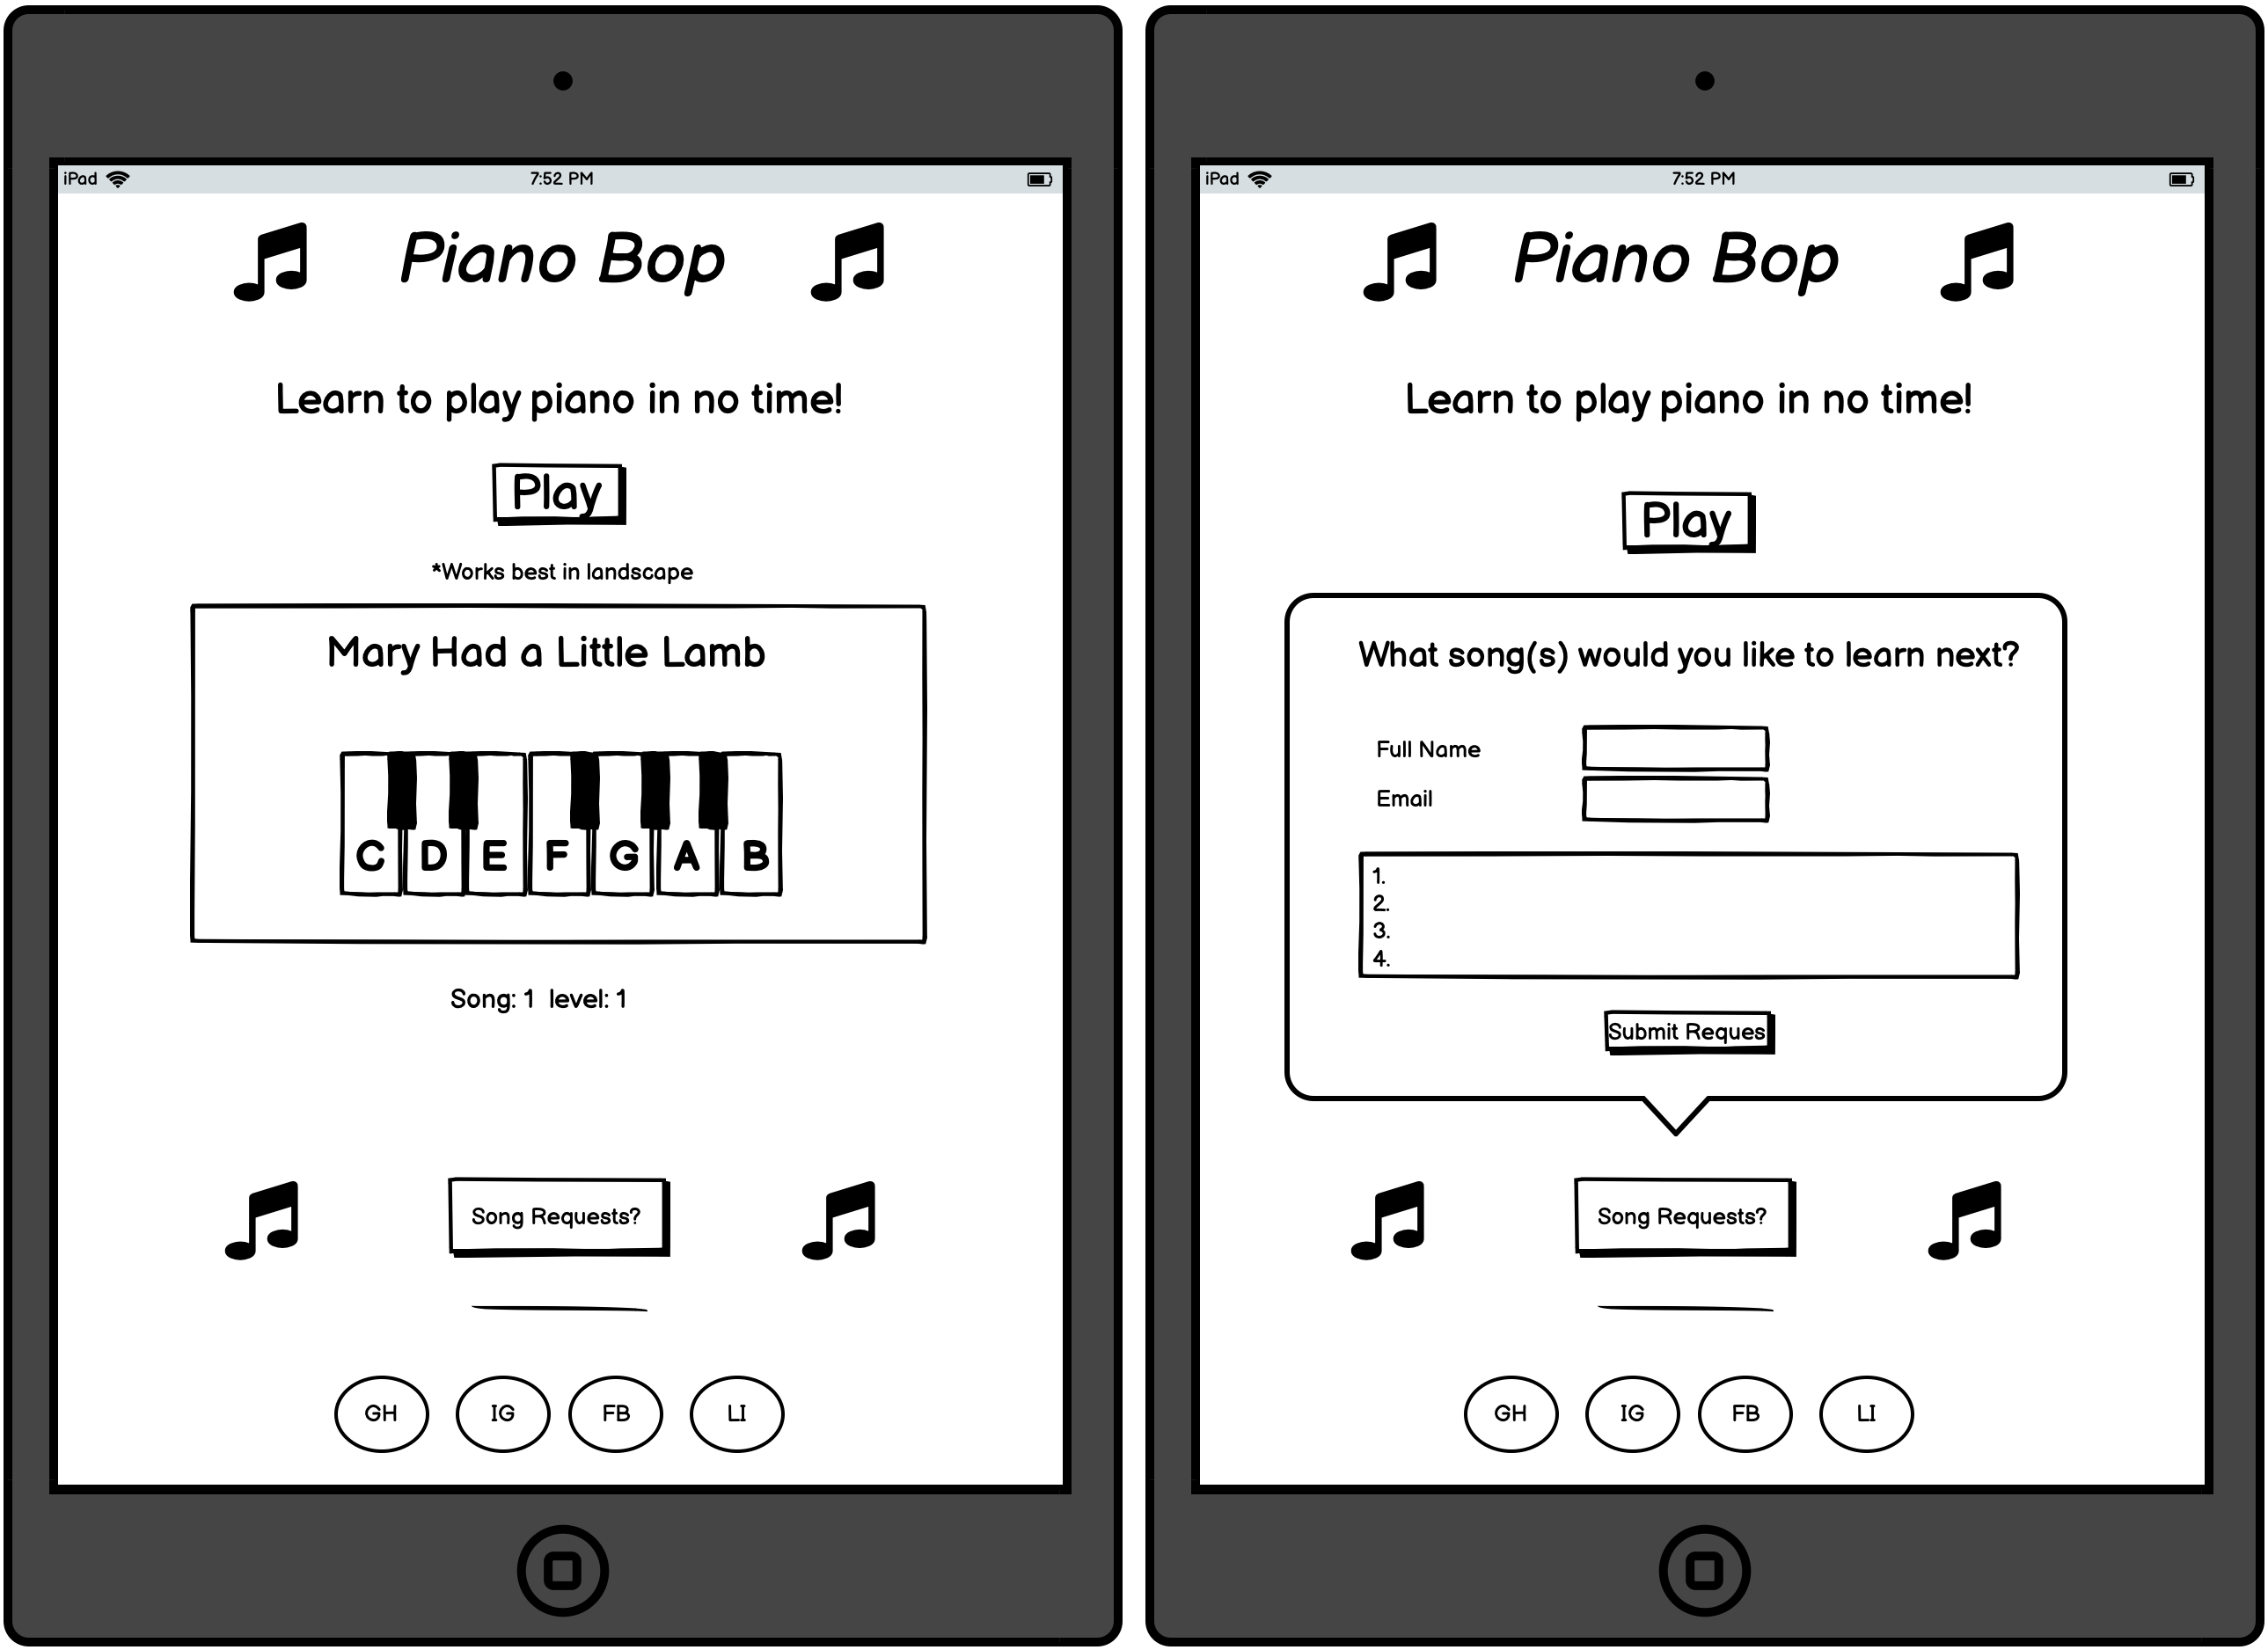 iPad 7:52 PM
Piano Bop
Learn to play piano in no time!
Play
*Works best in landscape
Mary Had a Little Lamb
C D E F G A B
Song: 1 level: 1
Song Requests?
GH IG FB LI
iPad 7:52 PM
Piano Bop
Learn to play piano in no time!
Play
What song(s) would you like to learn next?
Full Name
Email
1.
2.
3.
4.
Submit Reques
Song Requests?
GH IG FB LI